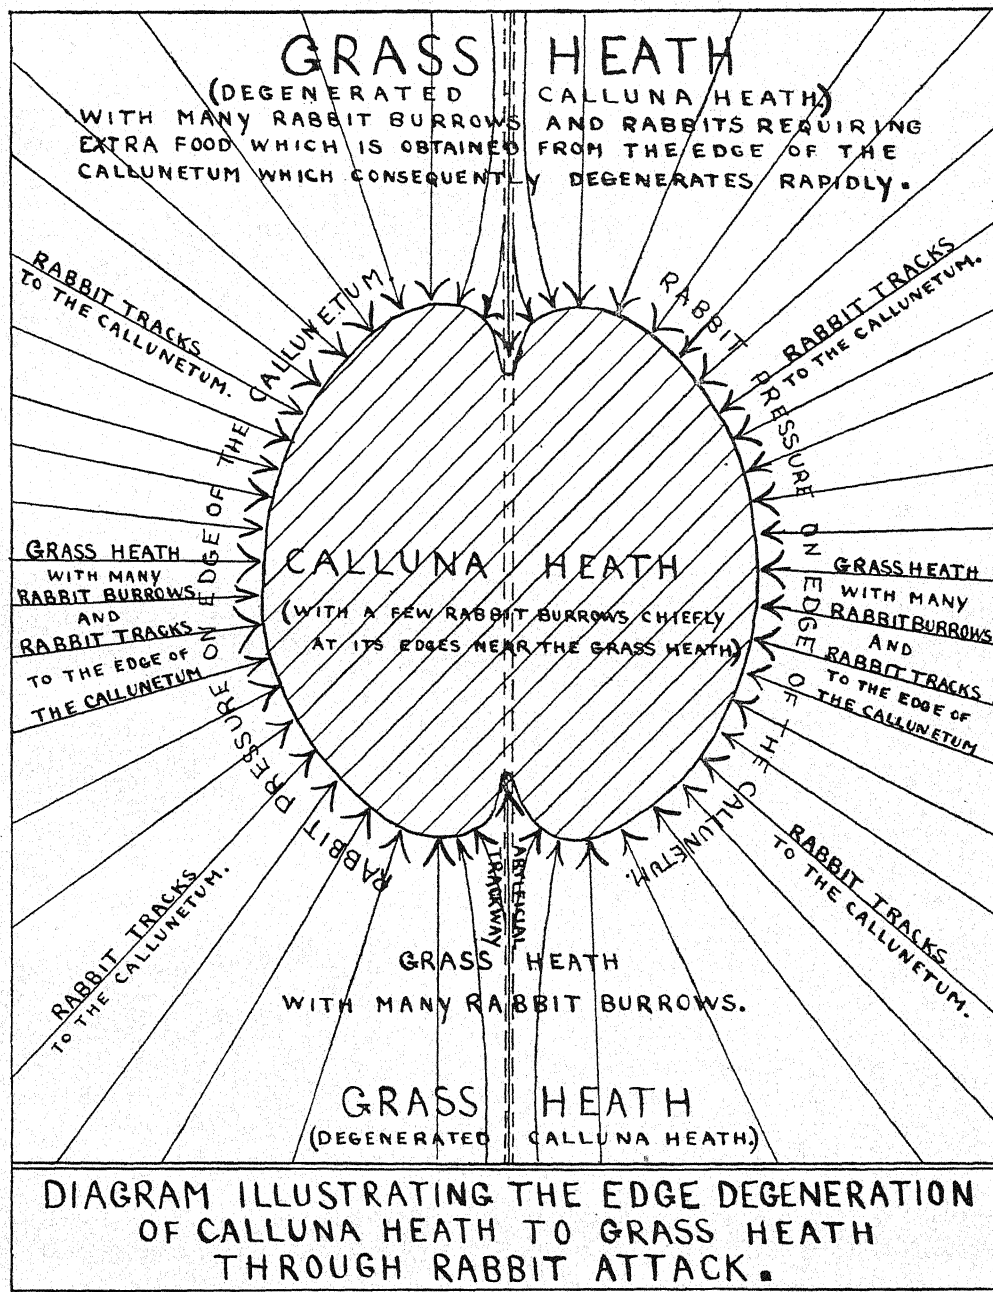 GRASS HEATH
(DEGENERATED CALLUNA HEATH.)
WITH MANY RABBIT BURROWS AND RABBITS REQUIRING
EXTRA FOOD WHICH IS OBTAINED FROM THE EDGE OF THE
CALLUNETUM WHICH CONSEQUENTLY DEGENERATES RAPIDLY.
RABBIT TRACKS
TO THE CALLUNETUM.
RABBIT TRACKS
TO THE CALLUNETUM.
RABBIT PRESSURE ON EDGE OF THE CALLUNETUM.
RABBIT PRESSURE ON EDGE OF THE CALLUNETUM.
GRASS HEATH
WITH MANY
RABBIT BURROWS
AND
RABBIT TRACKS
TO THE EDGE OF
THE CALLUNETUM
CALLUNA HEATH
(WITH A FEW RABBIT BURROWS CHIEFLY
AT ITS EDGES NEAR THE GRASS HEATH)
GRASS HEATH
WITH MANY
RABBIT BURROWS
AND
RABBIT TRACKS
TO THE EDGE OF
THE CALLUNETUM
RABBIT TRACKS
TO THE CALLUNETUM.
RABBIT TRACKS
TO THE CALLUNETUM.
ARTIFICIAL
TRACKWAY
GRASS HEATH
WITH MANY RABBIT BURROWS.
GRASS HEATH
(DEGENERATED CALLUNA HEATH.)
DIAGRAM ILLUSTRATING THE EDGE DEGENERATION
OF CALLUNA HEATH TO GRASS HEATH
THROUGH RABBIT ATTACK.